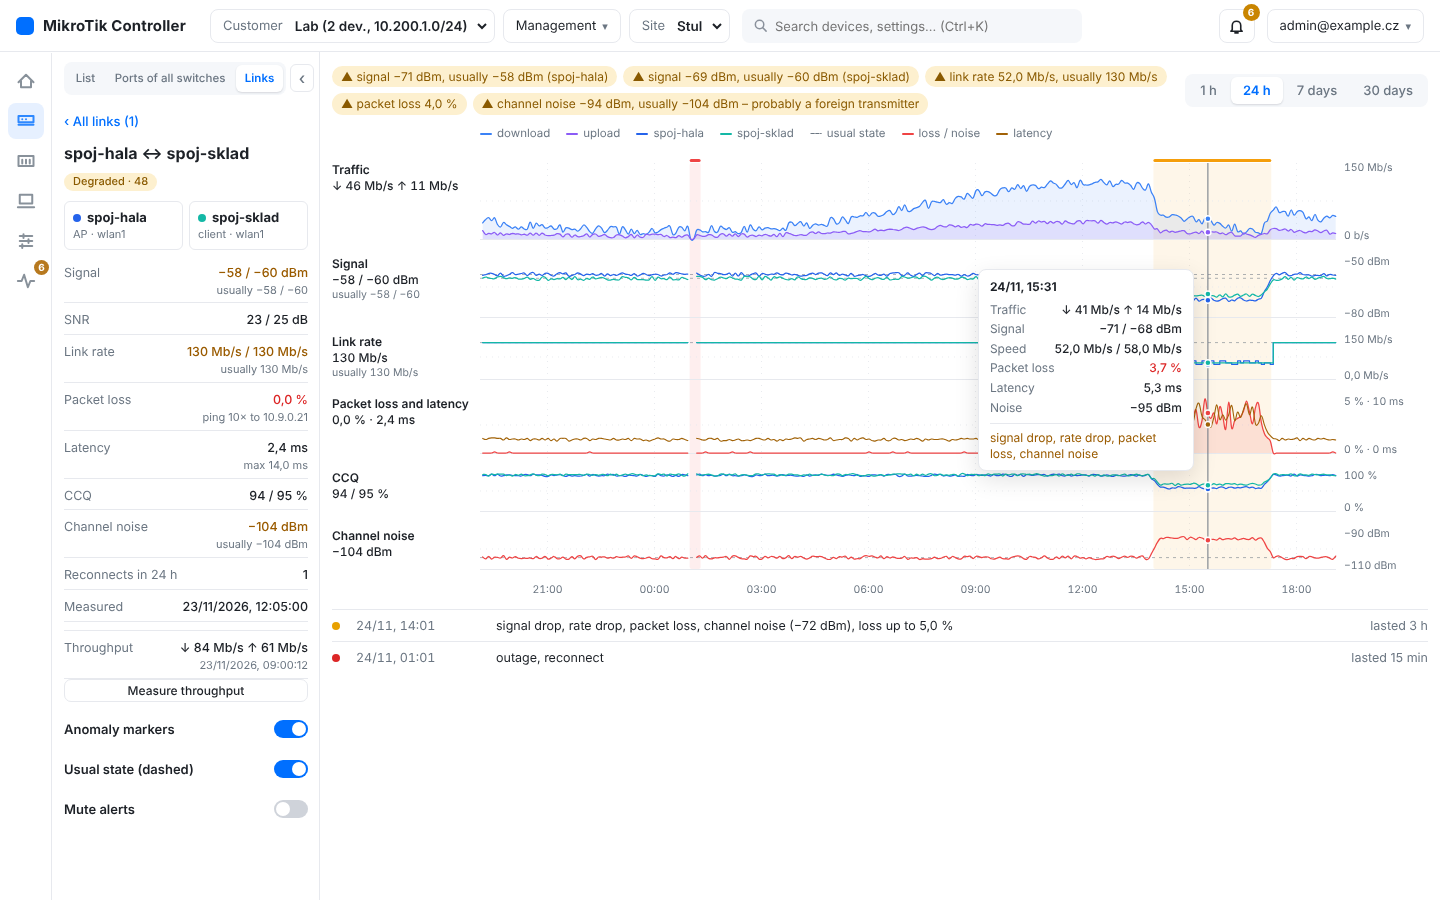 MikroTik Controller
Customer Lab (2 dev., 10.200.1.0/24)
Management ▾
Site Stul
Search devices, settings... (Ctrl+K)
6
admin@example.cz ▾
List
Ports of all switches
Links
‹
6
‹ All links (1)
spoj-hala ↔ spoj-sklad
Degraded · 48
spoj-hala
AP · wlan1
spoj-sklad
client · wlan1
Signal −58 / −60 dBm
usually −58 / −60
SNR 23 / 25 dB
Link rate 130 Mb/s / 130 Mb/s
usually 130 Mb/s
Packet loss 0,0 %
ping 10× to 10.9.0.21
Latency 2,4 ms
max 14,0 ms
CCQ 94 / 95 %
Channel noise −104 dBm
usually −104 dBm
Reconnects in 24 h 1
Measured 23/11/2026, 12:05:00
Throughput ↓ 84 Mb/s ↑ 61 Mb/s
23/11/2026, 09:00:12
Measure throughput
Anomaly markers
Usual state (dashed)
Mute alerts
▲ signal −71 dBm, usually −58 dBm (spoj-hala)
▲ signal −69 dBm, usually −60 dBm (spoj-sklad)
▲ link rate 52,0 Mb/s, usually 130 Mb/s
▲ packet loss 4,0 %
▲ channel noise −94 dBm, usually −104 dBm – probably a foreign transmitter
1 h
24 h
7 days
30 days
download
upload
spoj-hala
spoj-sklad
usual state
loss / noise
latency
Traffic
↓ 46 Mb/s ↑ 11 Mb/s
150 Mb/s
0 b/s
Signal
−58 / −60 dBm
usually −58 / −60
−50 dBm
−80 dBm
Link rate
130 Mb/s
usually 130 Mb/s
150 Mb/s
0,0 Mb/s
Packet loss and latency
0,0 % · 2,4 ms
5 % · 10 ms
0 % · 0 ms
CCQ
94 / 95 %
100 %
0 %
Channel noise
−104 dBm
−90 dBm
−110 dBm
24/11, 15:31
Traffic ↓ 41 Mb/s ↑ 14 Mb/s
Signal −71 / −68 dBm
Speed 52,0 Mb/s / 58,0 Mb/s
Packet loss 3,7 %
Latency 5,3 ms
Noise −95 dBm
signal drop, rate drop, packet
loss, channel noise
21:00
00:00
03:00
06:00
09:00
12:00
15:00
18:00
24/11, 14:01 signal drop, rate drop, packet loss, channel noise (−72 dBm), loss up to 5,0 % lasted 3 h
24/11, 01:01 outage, reconnect lasted 15 min